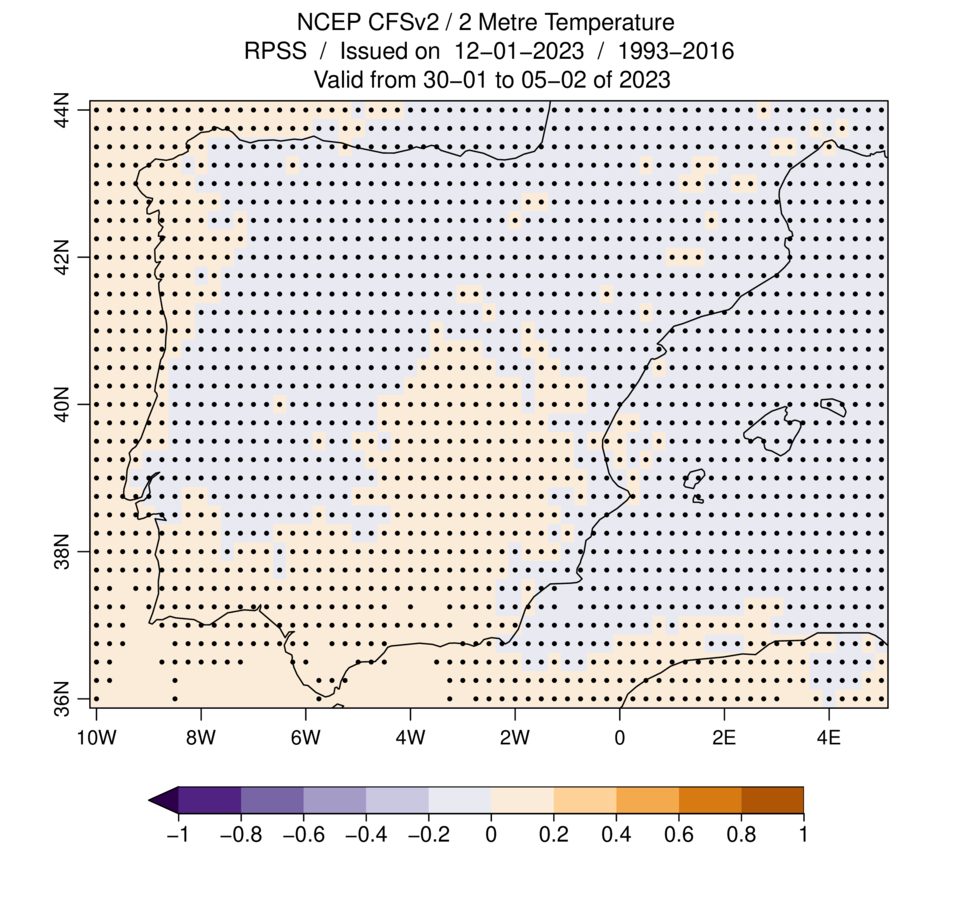 NCEP CFSv2 / 2 Metre Temperature
RPSS / Issued on 12−01−2023 / 1993−2016
Valid from 30−01 to 05−02 of 2023
44N
42N
40N
38N
36N
10W 8W 6W 4W 2W 0 2E 4E
−1 −0.8 −0.6 −0.4 −0.2 0 0.2 0.4 0.6 0.8 1